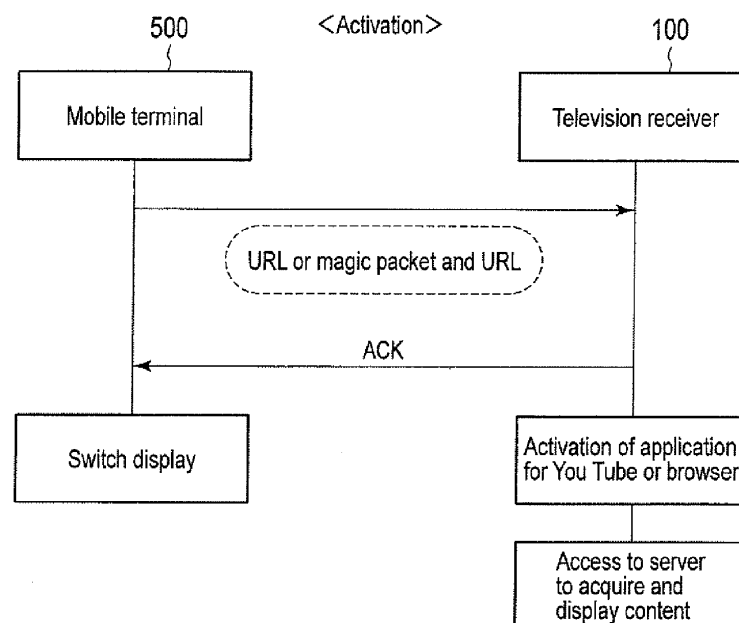 500
<Activation>
100
Mobile terminal
Television receiver
URL or magic packet and URL
ACK
Switch display
Activation of application
for You Tube or browser
Access to server
to acquire and
display content